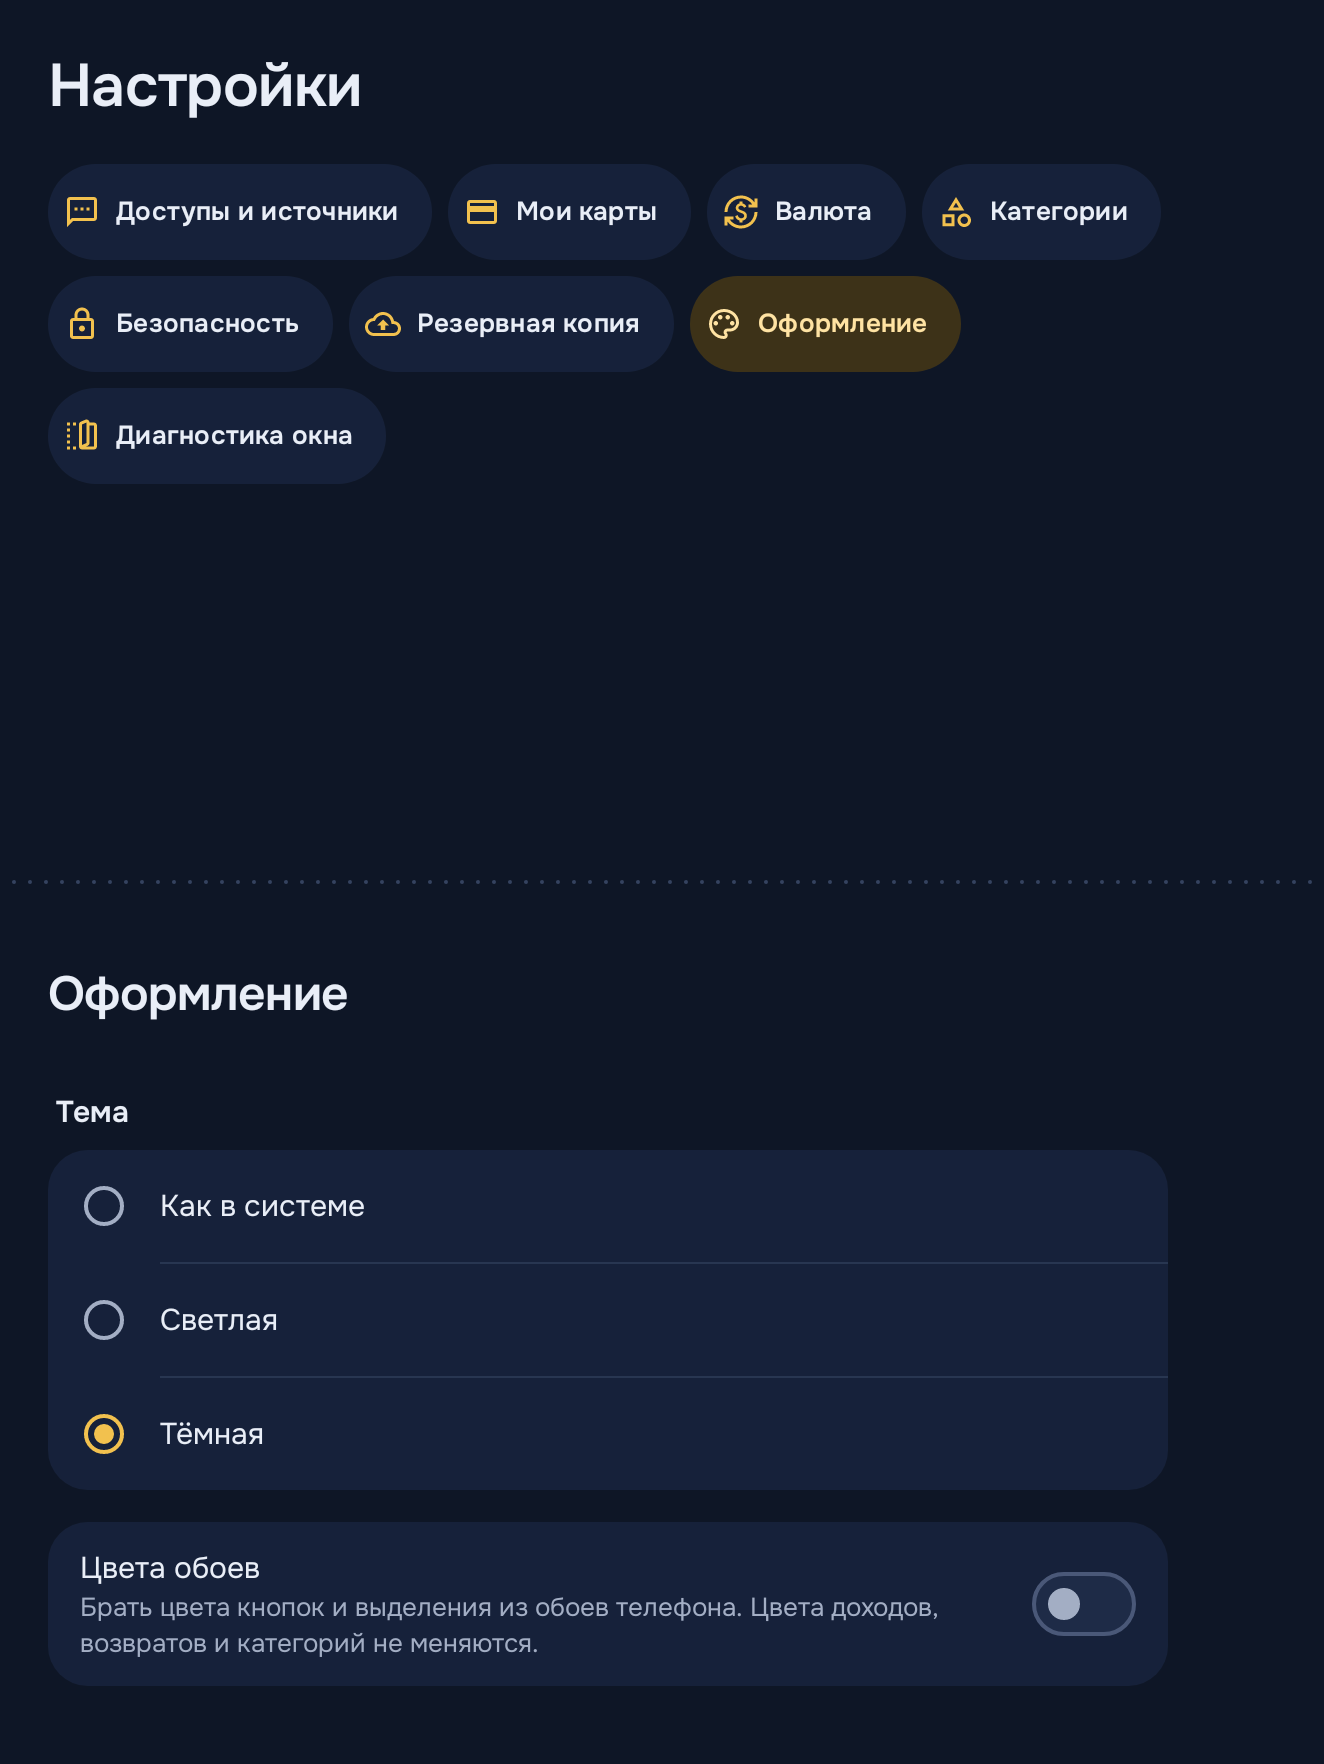 Настройки
Доступы и источники
Мои карты
Валюта
Категории
Безопасность
Резервная копия
Оформление
Диагностика окна
Оформление
Тема
Как в системе
Светлая
Тёмная
Цвета обоев
Брать цвета кнопок и выделения из обоев телефона. Цвета доходов,
возвратов и категорий не меняются.